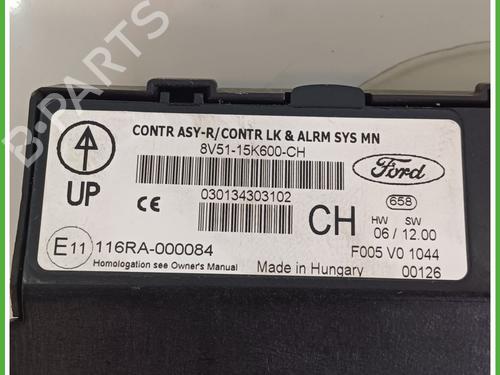 CONTR ASY-R/CONTR LK & ALRM SYS MN
8V51-15K600-CH
Ford
UP
030134303102
CE
CH
658
HW SW
06 / 12.00
E11 116RA-000084
F005 V0 1044
Homologation see Owner's Manual
Made in Hungary
00126
B-PARTS